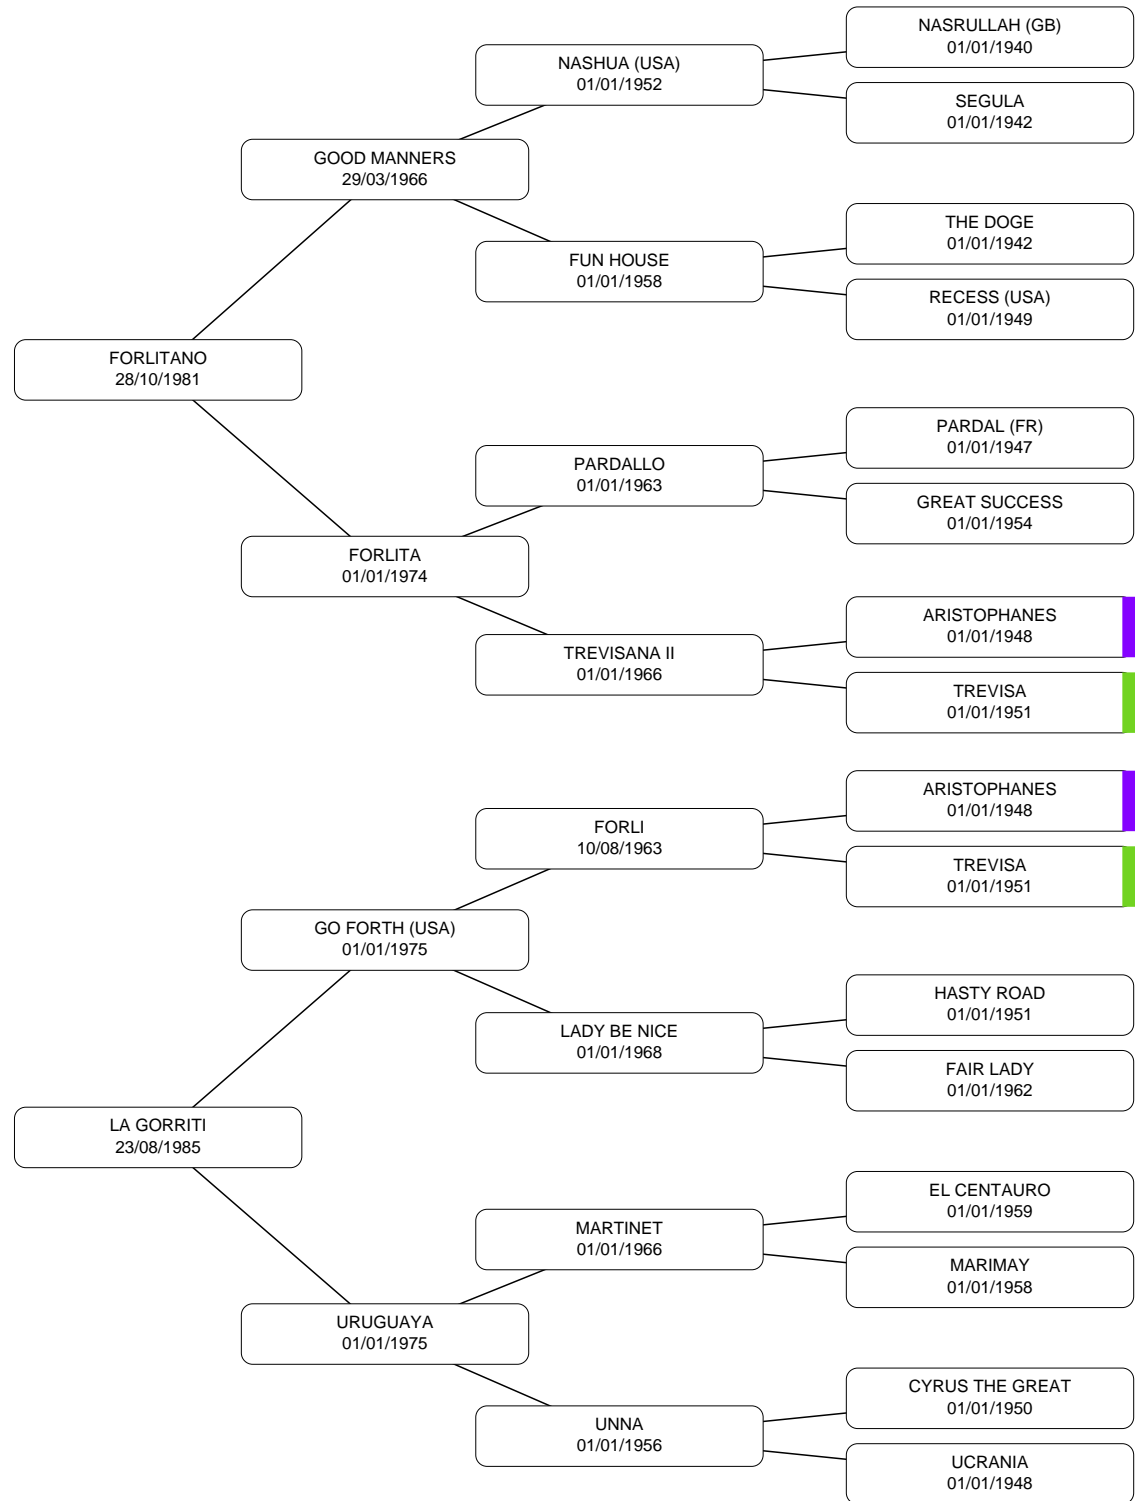 NASRULLAH (GB)
01/01/1940
NASHUA (USA)
01/01/1952
SEGULA
01/01/1942
GOOD MANNERS
29/03/1966
THE DOGE
01/01/1942
FUN HOUSE
01/01/1958
RECESS (USA)
01/01/1949
FORLITANO
28/10/1981
PARDAL (FR)
01/01/1947
PARDALLO
01/01/1963
GREAT SUCCESS
01/01/1954
FORLITA
01/01/1974
ARISTOPHANES
01/01/1948
TREVISANA II
01/01/1966
TREVISA
01/01/1951
ARISTOPHANES
01/01/1948
FORLI
10/08/1963
TREVISA
01/01/1951
GO FORTH (USA)
01/01/1975
HASTY ROAD
01/01/1951
LADY BE NICE
01/01/1968
FAIR LADY
01/01/1962
LA GORRITI
23/08/1985
EL CENTAURO
01/01/1959
MARTINET
01/01/1966
MARIMAY
01/01/1958
URUGUAYA
01/01/1975
CYRUS THE GREAT
01/01/1950
UNNA
01/01/1956
UCRANIA
01/01/1948